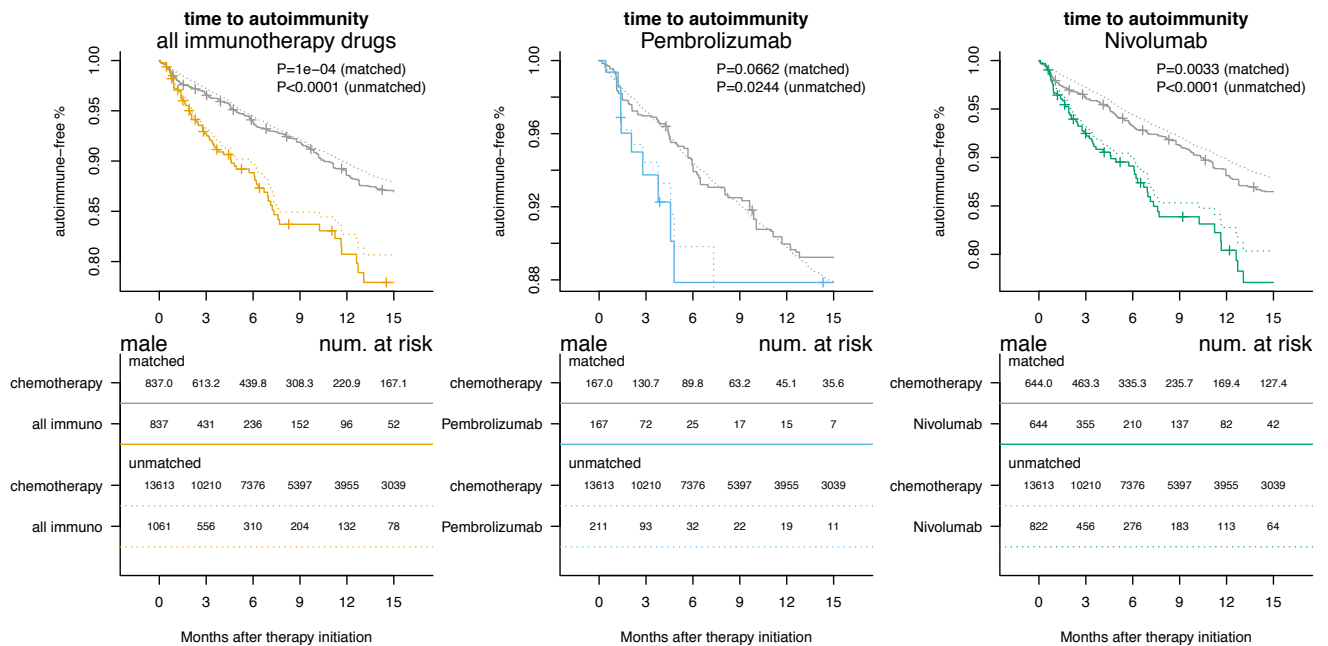 time to autoimmunity
all immunotherapy drugs
P=1e−04 (matched)
P<0.0001 (unmatched)
autoimmune−free %
1.00
0.95
0.90
0.85
0.80
0 3 6 9 12 15
male num. at risk
matched
chemotherapy 837.0 613.2 439.8 308.3 220.9 167.1
all immuno 837 431 236 152 96 52
unmatched
chemotherapy 13613 10210 7376 5397 3955 3039
all immuno 1061 556 310 204 132 78
0 3 6 9 12 15
Months after therapy initiation
time to autoimmunity
Pembrolizumab
P=0.0662 (matched)
P=0.0244 (unmatched)
autoimmune−free %
1.00
0.96
0.92
0.88
0 3 6 9 12 15
male num. at risk
matched
chemotherapy 167.0 130.7 89.8 63.2 45.1 35.6
Pembrolizumab 167 72 25 17 15 7
unmatched
chemotherapy 13613 10210 7376 5397 3955 3039
Pembrolizumab 211 93 32 22 19 11
0 3 6 9 12 15
Months after therapy initiation
time to autoimmunity
Nivolumab
P=0.0033 (matched)
P<0.0001 (unmatched)
autoimmune−free %
1.00
0.95
0.90
0.85
0.80
0 3 6 9 12 15
male num. at risk
matched
chemotherapy 644.0 463.3 335.3 235.7 169.4 127.4
Nivolumab 644 355 210 137 82 42
unmatched
chemotherapy 13613 10210 7376 5397 3955 3039
Nivolumab 822 456 276 183 113 64
0 3 6 9 12 15
Months after therapy initiation